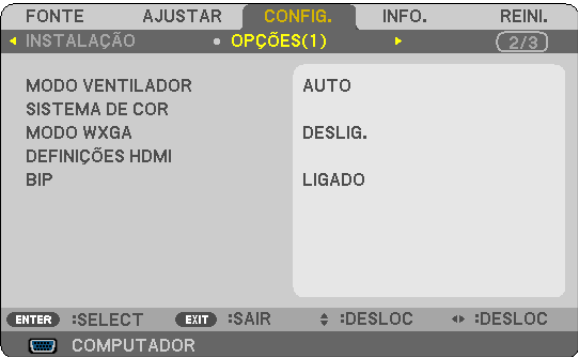 FONTE AJUSTAR CONFIG. INFO. REINI.
INSTALAÇÃO • OPÇÕES(1) 2/3
MODO VENTILADOR AUTO
SISTEMA DE COR
MODO WXGA DESLIG.
DEFINIÇÕES HDMI
BIP LIGADO
ENTER :SELECT EXIT :SAIR :DESLOC :DESLOC
COMPUTADOR